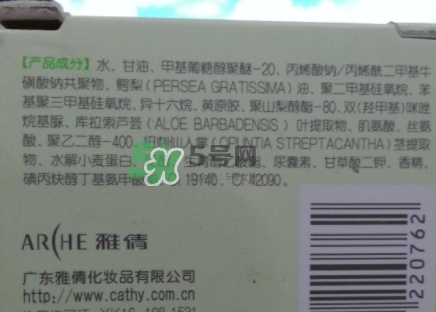 【产品成分】 水、甘油、甲基葡糖醇聚醚-20、丙烯酸钠/丙烯酰二甲基牛
磺酸钠共聚物、鳄梨 (PERSEA GRATISSIMA) 油、聚二甲基硅氧烷、苯
基聚三甲基硅氧烷、异十六烷、黄原胶、聚山梨醇酯-80、双(羟甲基)咪唑
烷基脲、库拉索芦荟 (ALOE BARBADENSIS) 叶提取物、肌氨酸、丝氨
酸、聚乙二醇-400、仙人掌 (OPUNTIA STREPTACANTHA) 茎提取
物、水解小麦蛋白、尿囊素、甘草酸二钾、香精、
碘丙炔醇丁基氨甲酸 19140、CI 42090。
5号网
ARCHE 雅倩
广东雅倩化妆品有限公司
http://www.cathy.com.cn
220762